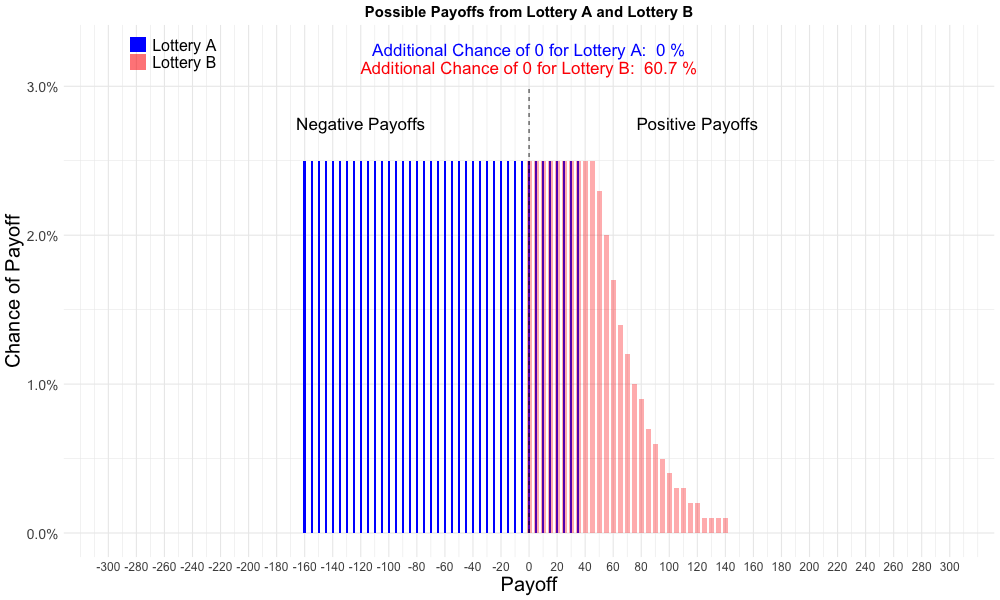 Possible Payoffs from Lottery A and Lottery B
Lottery A
Lottery B
Additional Chance of 0 for Lottery A:  0 %
Additional Chance of 0 for Lottery B:  60.7 %
Negative Payoffs
Positive Payoffs
Chance of Payoff
3.0%
2.0%
1.0%
0.0%
-300 -280 -260 -240 -220 -200 -180 -160 -140 -120 -100 -80 -60 -40 -20 0 20 40 60 80 100 120 140 160 180 200 220 240 260 280 300
Payoff